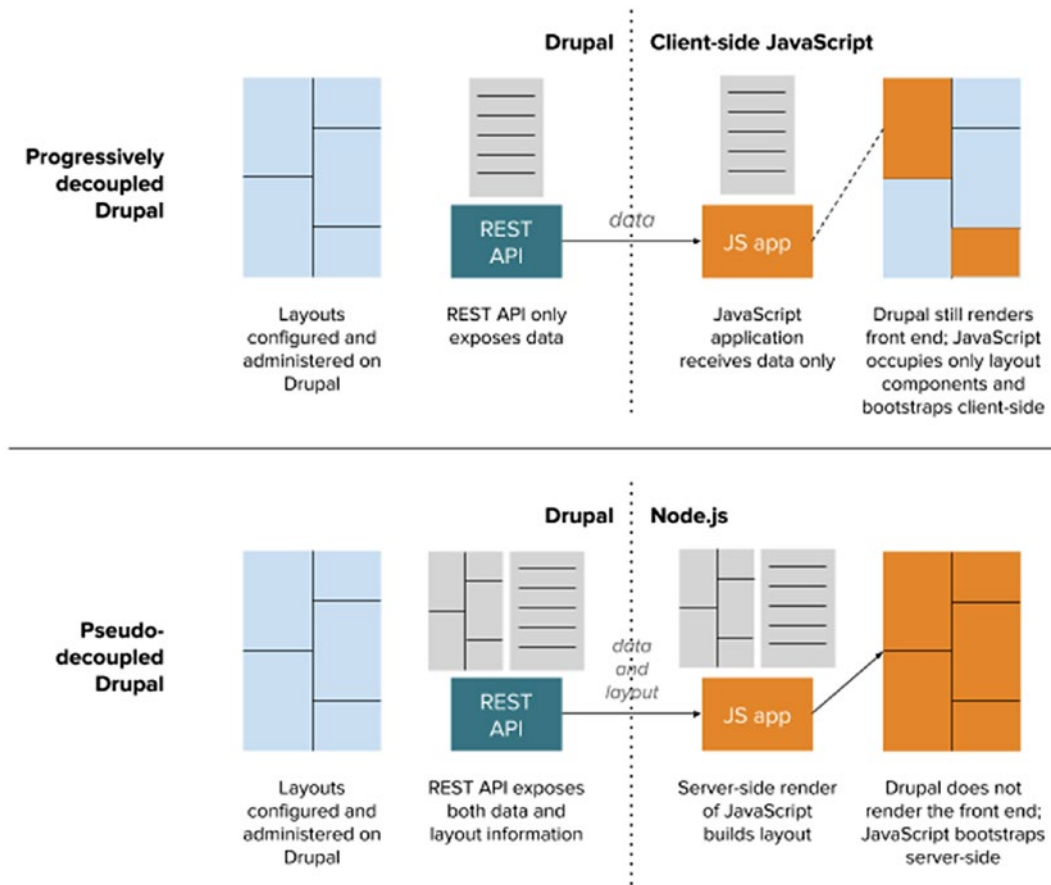 Drupal
Client-side JavaScript
Progressively
decoupled
Drupal
REST
API
data
JS app
Layouts
configured and
administered on
Drupal
REST API only
exposes data
JavaScript
application
receives data only
Drupal still renders
front end; JavaScript
occupies only layout
components and
bootstraps client-side
Drupal
Node.js
Pseudo-
decoupled
Drupal
REST
API
data
and
layout
JS app
Layouts
configured and
administered on
Drupal
REST API exposes
both data and
layout information
Server-side render
of JavaScript
builds layout
Drupal does not
render the front end;
JavaScript bootstraps
server-side